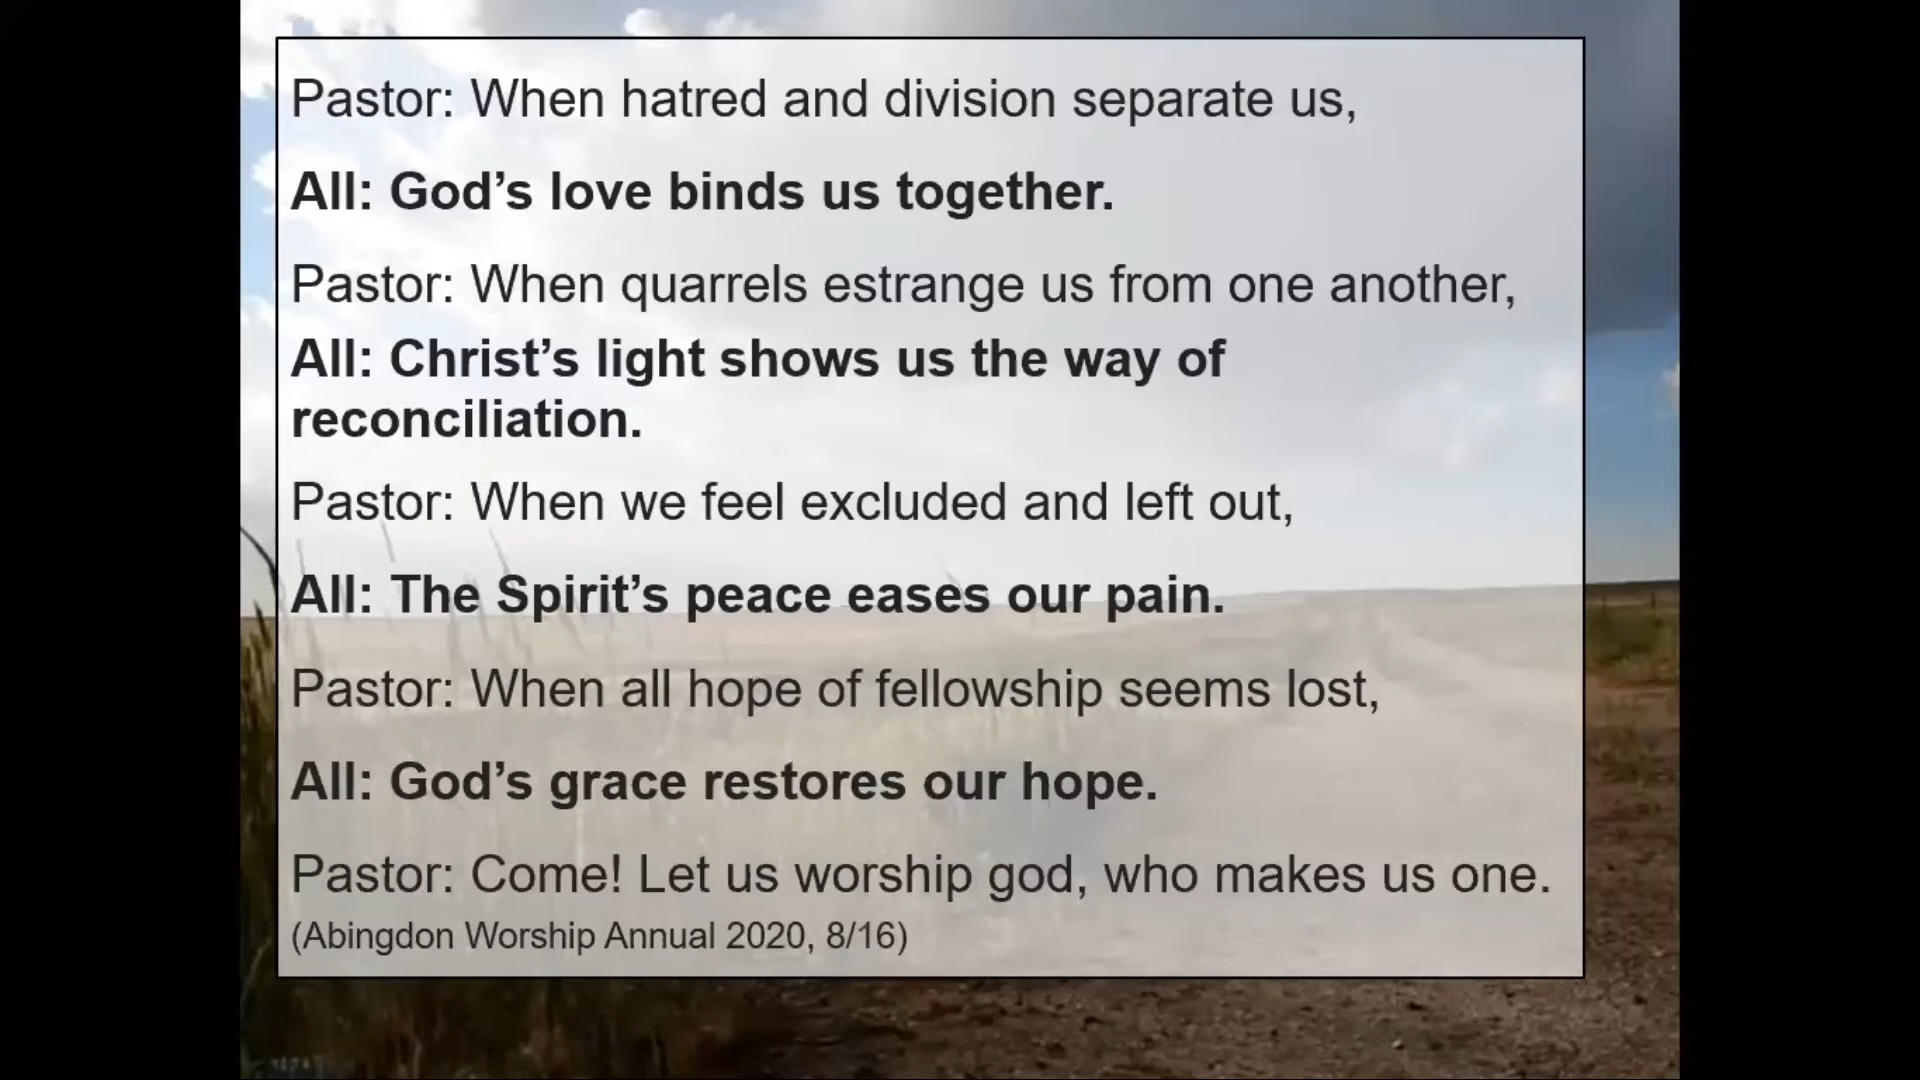 Pastor: When hatred and division separate us,
All: God’s love binds us together.
Pastor: When quarrels estrange us from one another,
All: Christ’s light shows us the way of
reconciliation.
Pastor: When we feel excluded and left out,
All: The Spirit’s peace eases our pain.
Pastor: When all hope of fellowship seems lost,
All: God’s grace restores our hope.
Pastor: Come! Let us worship god, who makes us one.
(Abingdon Worship Annual 2020, 8/16)